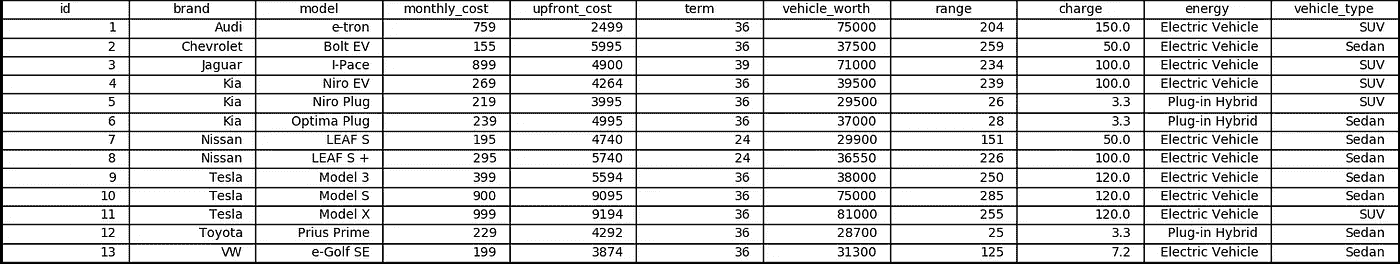 id brand model monthly_cost upfront_cost term vehicle_worth range charge energy vehicle_type
1 Audi e-tron 759 2499 36 75000 204 150.0 Electric Vehicle SUV
2 Chevrolet Bolt EV 155 5995 36 37500 259 50.0 Electric Vehicle Sedan
3 Jaguar I-Pace 899 4900 39 71000 234 100.0 Electric Vehicle SUV
4 Kia Niro EV 269 4264 36 39500 239 100.0 Electric Vehicle SUV
5 Kia Niro Plug 219 3995 36 29500 26 3.3 Plug-in Hybrid SUV
6 Kia Optima Plug 239 4995 36 37000 28 3.3 Plug-in Hybrid Sedan
7 Nissan LEAF S 195 4740 24 29900 151 50.0 Electric Vehicle Sedan
8 Nissan LEAF S + 295 5740 24 36550 226 100.0 Electric Vehicle Sedan
9 Tesla Model 3 399 5594 36 38000 250 120.0 Electric Vehicle Sedan
10 Tesla Model S 900 9095 36 75000 285 120.0 Electric Vehicle Sedan
11 Tesla Model X 999 9194 36 81000 255 120.0 Electric Vehicle SUV
12 Toyota Prius Prime 229 4292 36 28700 25 3.3 Plug-in Hybrid Sedan
13 VW e-Golf SE 199 3874 36 31300 125 7.2 Electric Vehicle Sedan